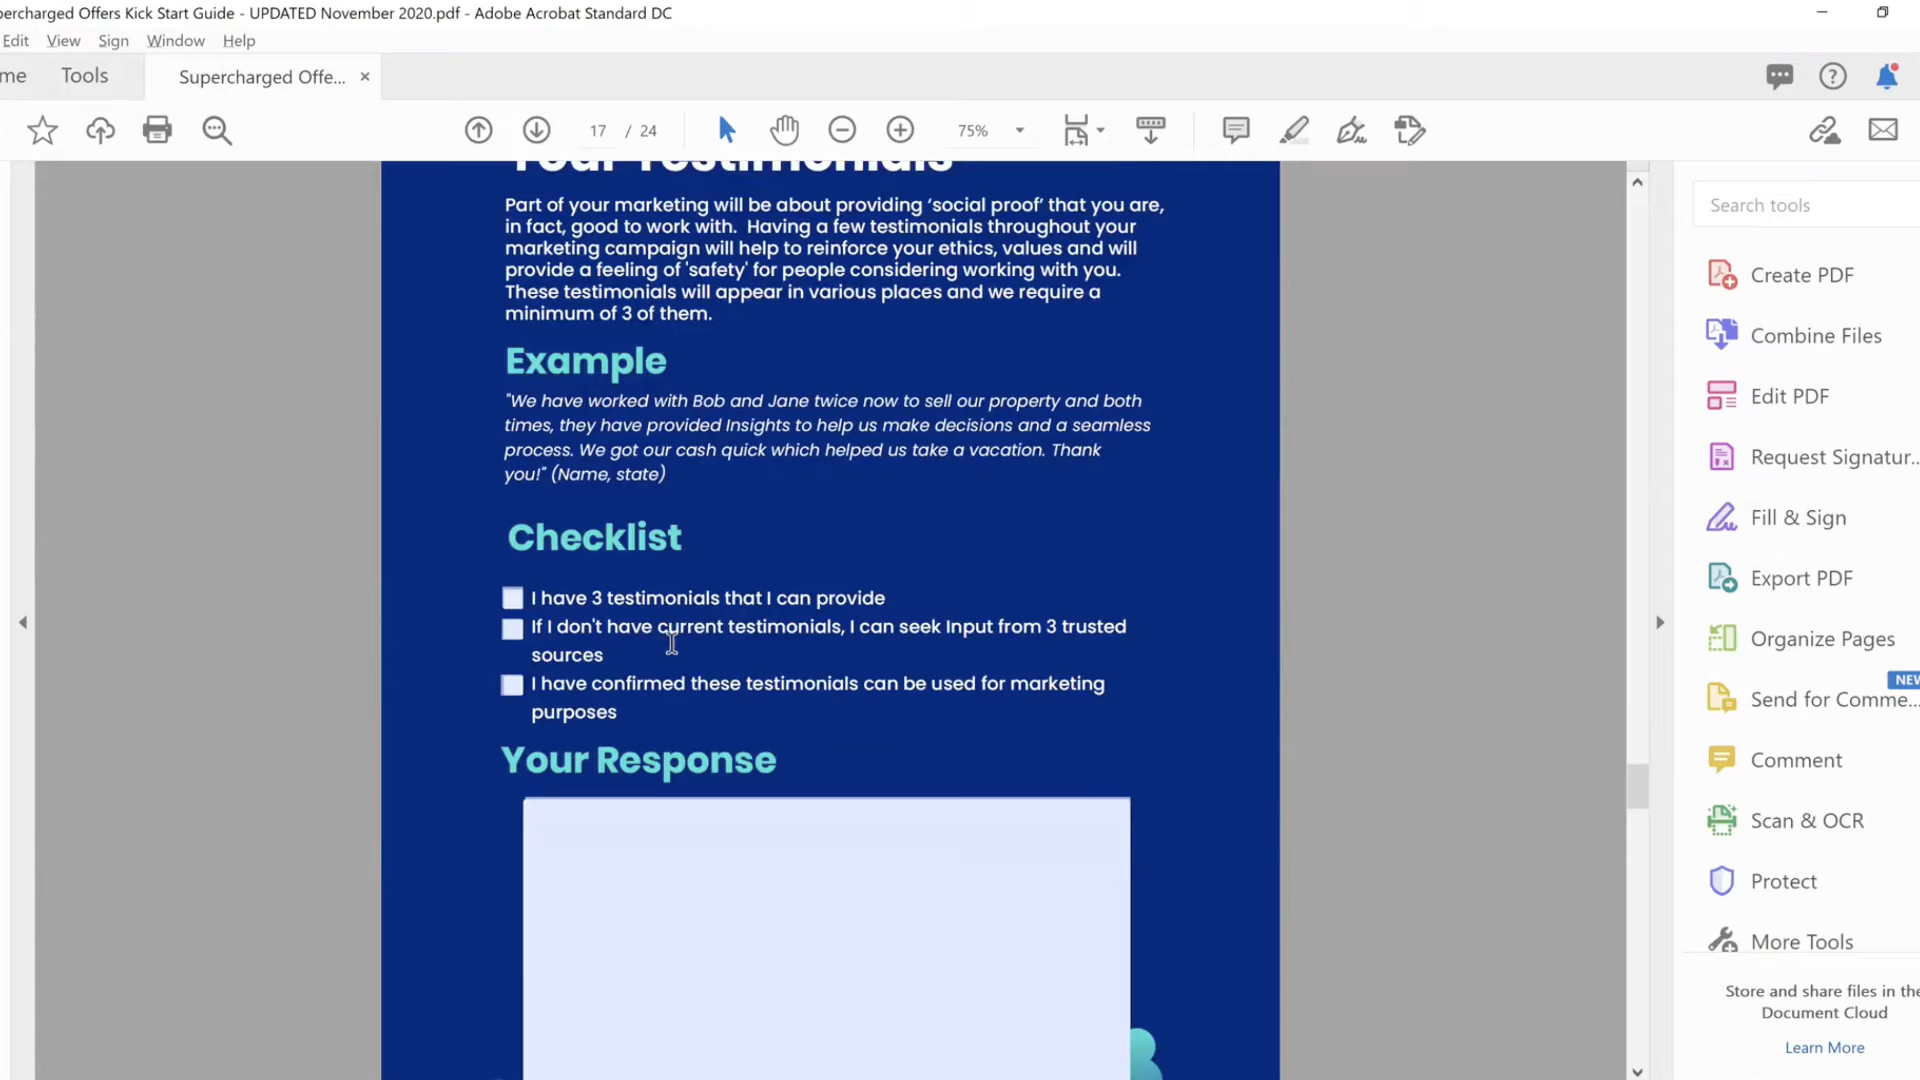 percharged Offers Kick Start Guide - UPDATED November 2020.pdf - Adobe Acrobat Standard DC
Edit View Sign Window Help
me Tools Supercharged Offe... ×
17 / 24 75%
Your Testimonials
Part of your marketing will be about providing ‘social proof’ that you are,
in fact, good to work with. Having a few testimonials throughout your
marketing campaign will help to reinforce your ethics, values and will
provide a feeling of 'safety' for people considering working with you.
These testimonials will appear in various places and we require a
minimum of 3 of them.
Example
"We have worked with Bob and Jane twice now to sell our property and both
times, they have provided Insights to help us make decisions and a seamless
process. We got our cash quick which helped us take a vacation. Thank
you!" (Name, state)
Checklist
I have 3 testimonials that I can provide
If I don't have current testimonials, I can seek Input from 3 trusted
sources
I have confirmed these testimonials can be used for marketing
purposes
Your Response
Search tools
Create PDF
Combine Files
Edit PDF
Request Signatur...
Fill & Sign
Export PDF
Organize Pages
NEW
Send for Comme...
Comment
Scan & OCR
Protect
More Tools
Store and share files in the
Document Cloud
Learn More